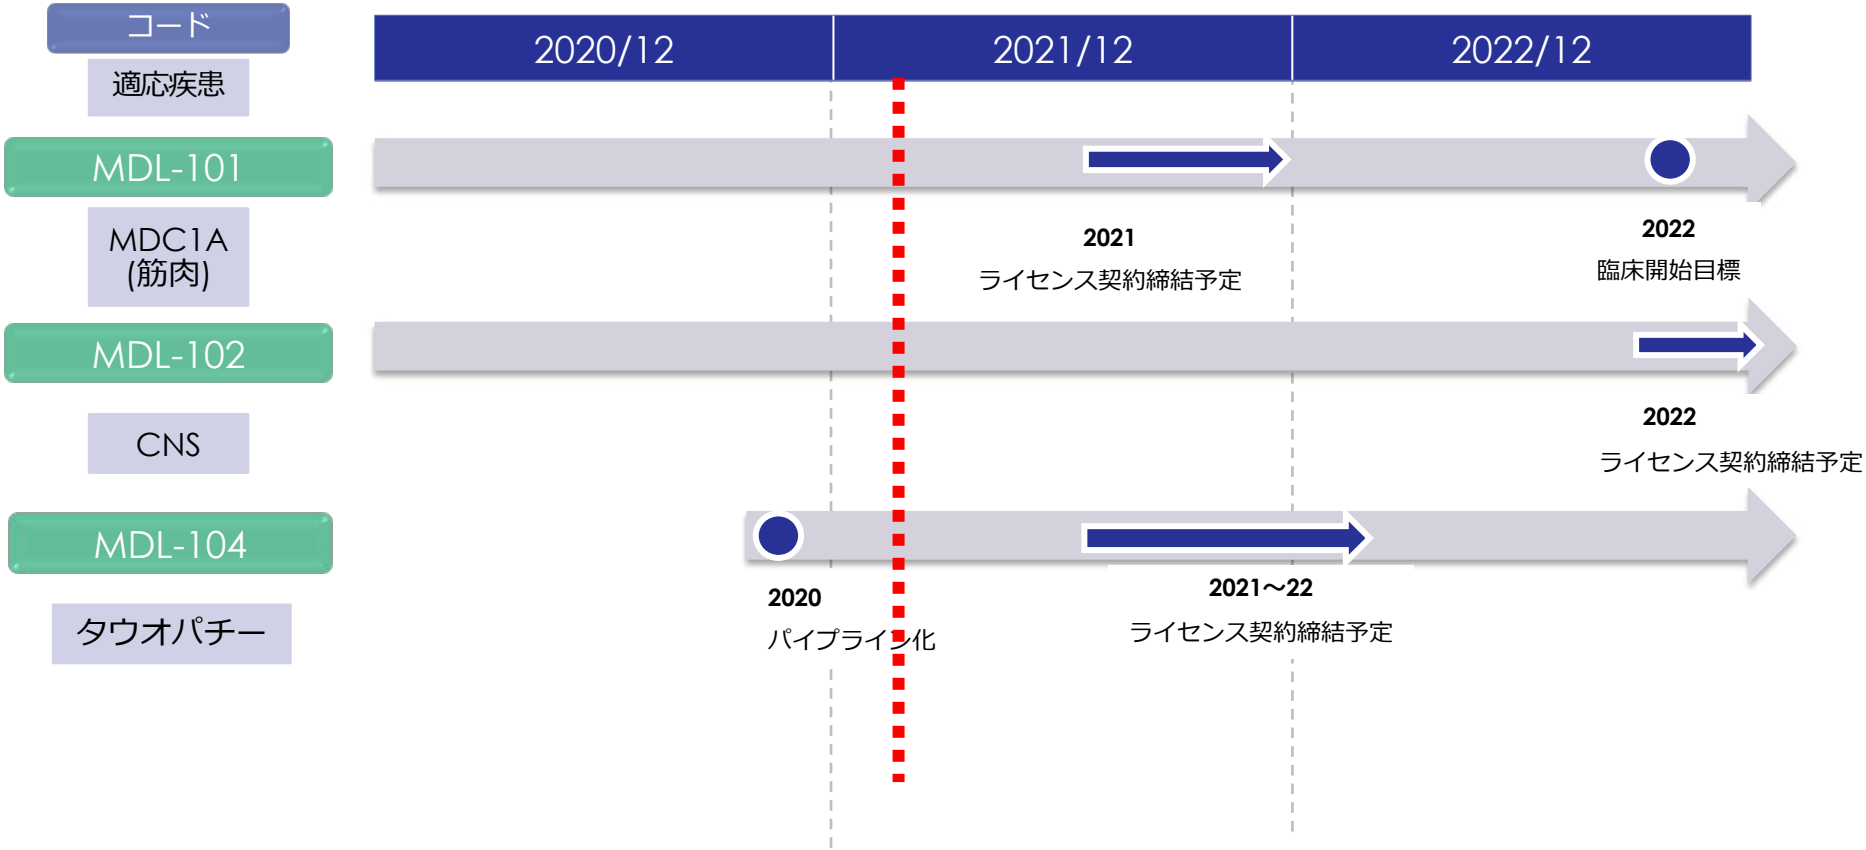 コード
2020/12
2021/12
2022/12
適応疾患
MDL-101
MDC1A
(筋肉)
2021
ライセンス契約締結予定
2022
臨床開始目標
MDL-102
CNS
2022
ライセンス契約締結予定
MDL-104
タウオパチー
2020
パイプライン化
2021～22
ライセンス契約締結予定